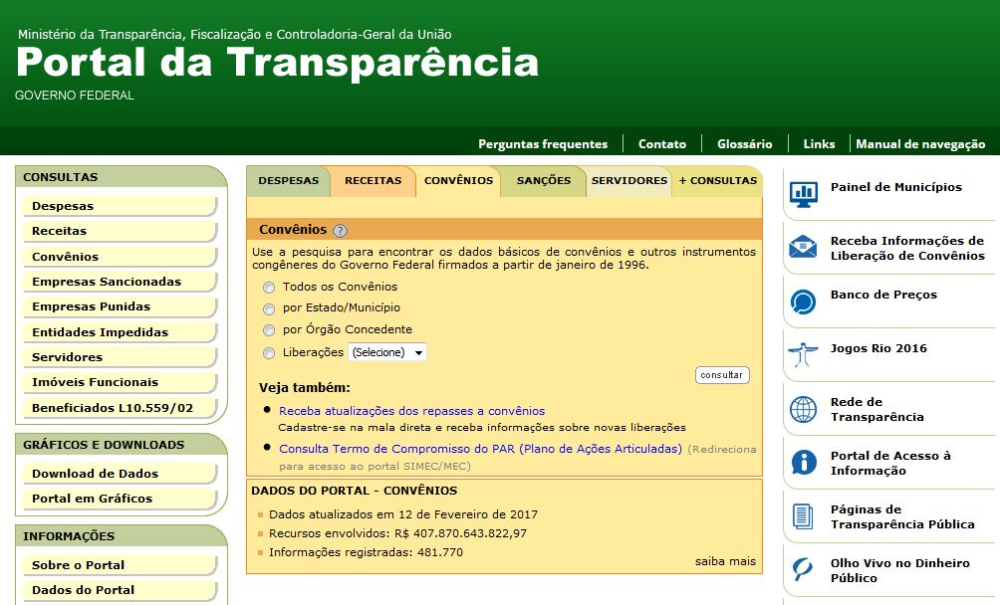 Ministério da Transparência, Fiscalização e Controladoria-Geral da União
Portal da Transparência
GOVERNO FEDERAL
Perguntas frequentes
Contato
Glossário
Links
Manual de navegação
CONSULTAS
Despesas
Receitas
Convênios
Empresas Sancionadas
Empresas Punidas
Entidades Impedidas
Servidores
Imóveis Funcionais
Beneficiados L10.559/02
GRÁFICOS E DOWNLOADS
Download de Dados
Portal em Gráficos
INFORMAÇÕES
Sobre o Portal
Dados do Portal
DESPESAS
RECEITAS
CONVÊNIOS
SANÇÕES
SERVIDORES
+ CONSULTAS
Convênios ?
Use a pesquisa para encontrar os dados básicos de convênios e outros instrumentos
congêneres do Governo Federal firmados a partir de janeiro de 1996.
Todos os Convênios
por Estado/Município
por Órgão Concedente
Liberações (Selecione)
consultar
Veja também:
Receba atualizações dos repasses a convênios
Cadastre-se na mala direta e receba informações sobre novas liberações
Consulta Termo de Compromisso do PAR (Plano de Ações Articuladas) (Redireciona
para acesso ao portal SIMEC/MEC)
DADOS DO PORTAL - CONVÊNIOS
Dados atualizados em 12 de Fevereiro de 2017
Recursos envolvidos: R$ 407.870.643.822,97
Informações registradas: 481.770
saiba mais
Painel de Municípios
Receba Informações de
Liberação de Convênios
Banco de Preços
Jogos Rio 2016
Rede de
Transparência
Portal de Acesso à
Informação
Páginas de
Transparência Pública
Olho Vivo no Dinheiro
Público